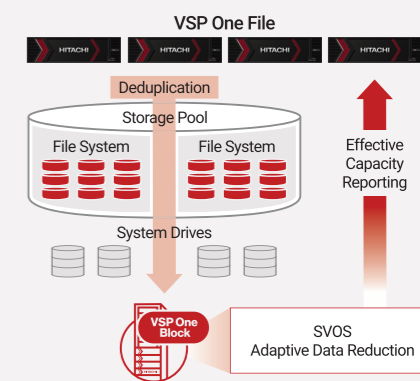 VSP One File
HITACHI HITACHI HITACHI HITACHI
Deduplication
Storage Pool
File System File System
Effective
Capacity
Reporting
System Drives
VSP One
Block
HITACHI
SVOS
Adaptive Data Reduction